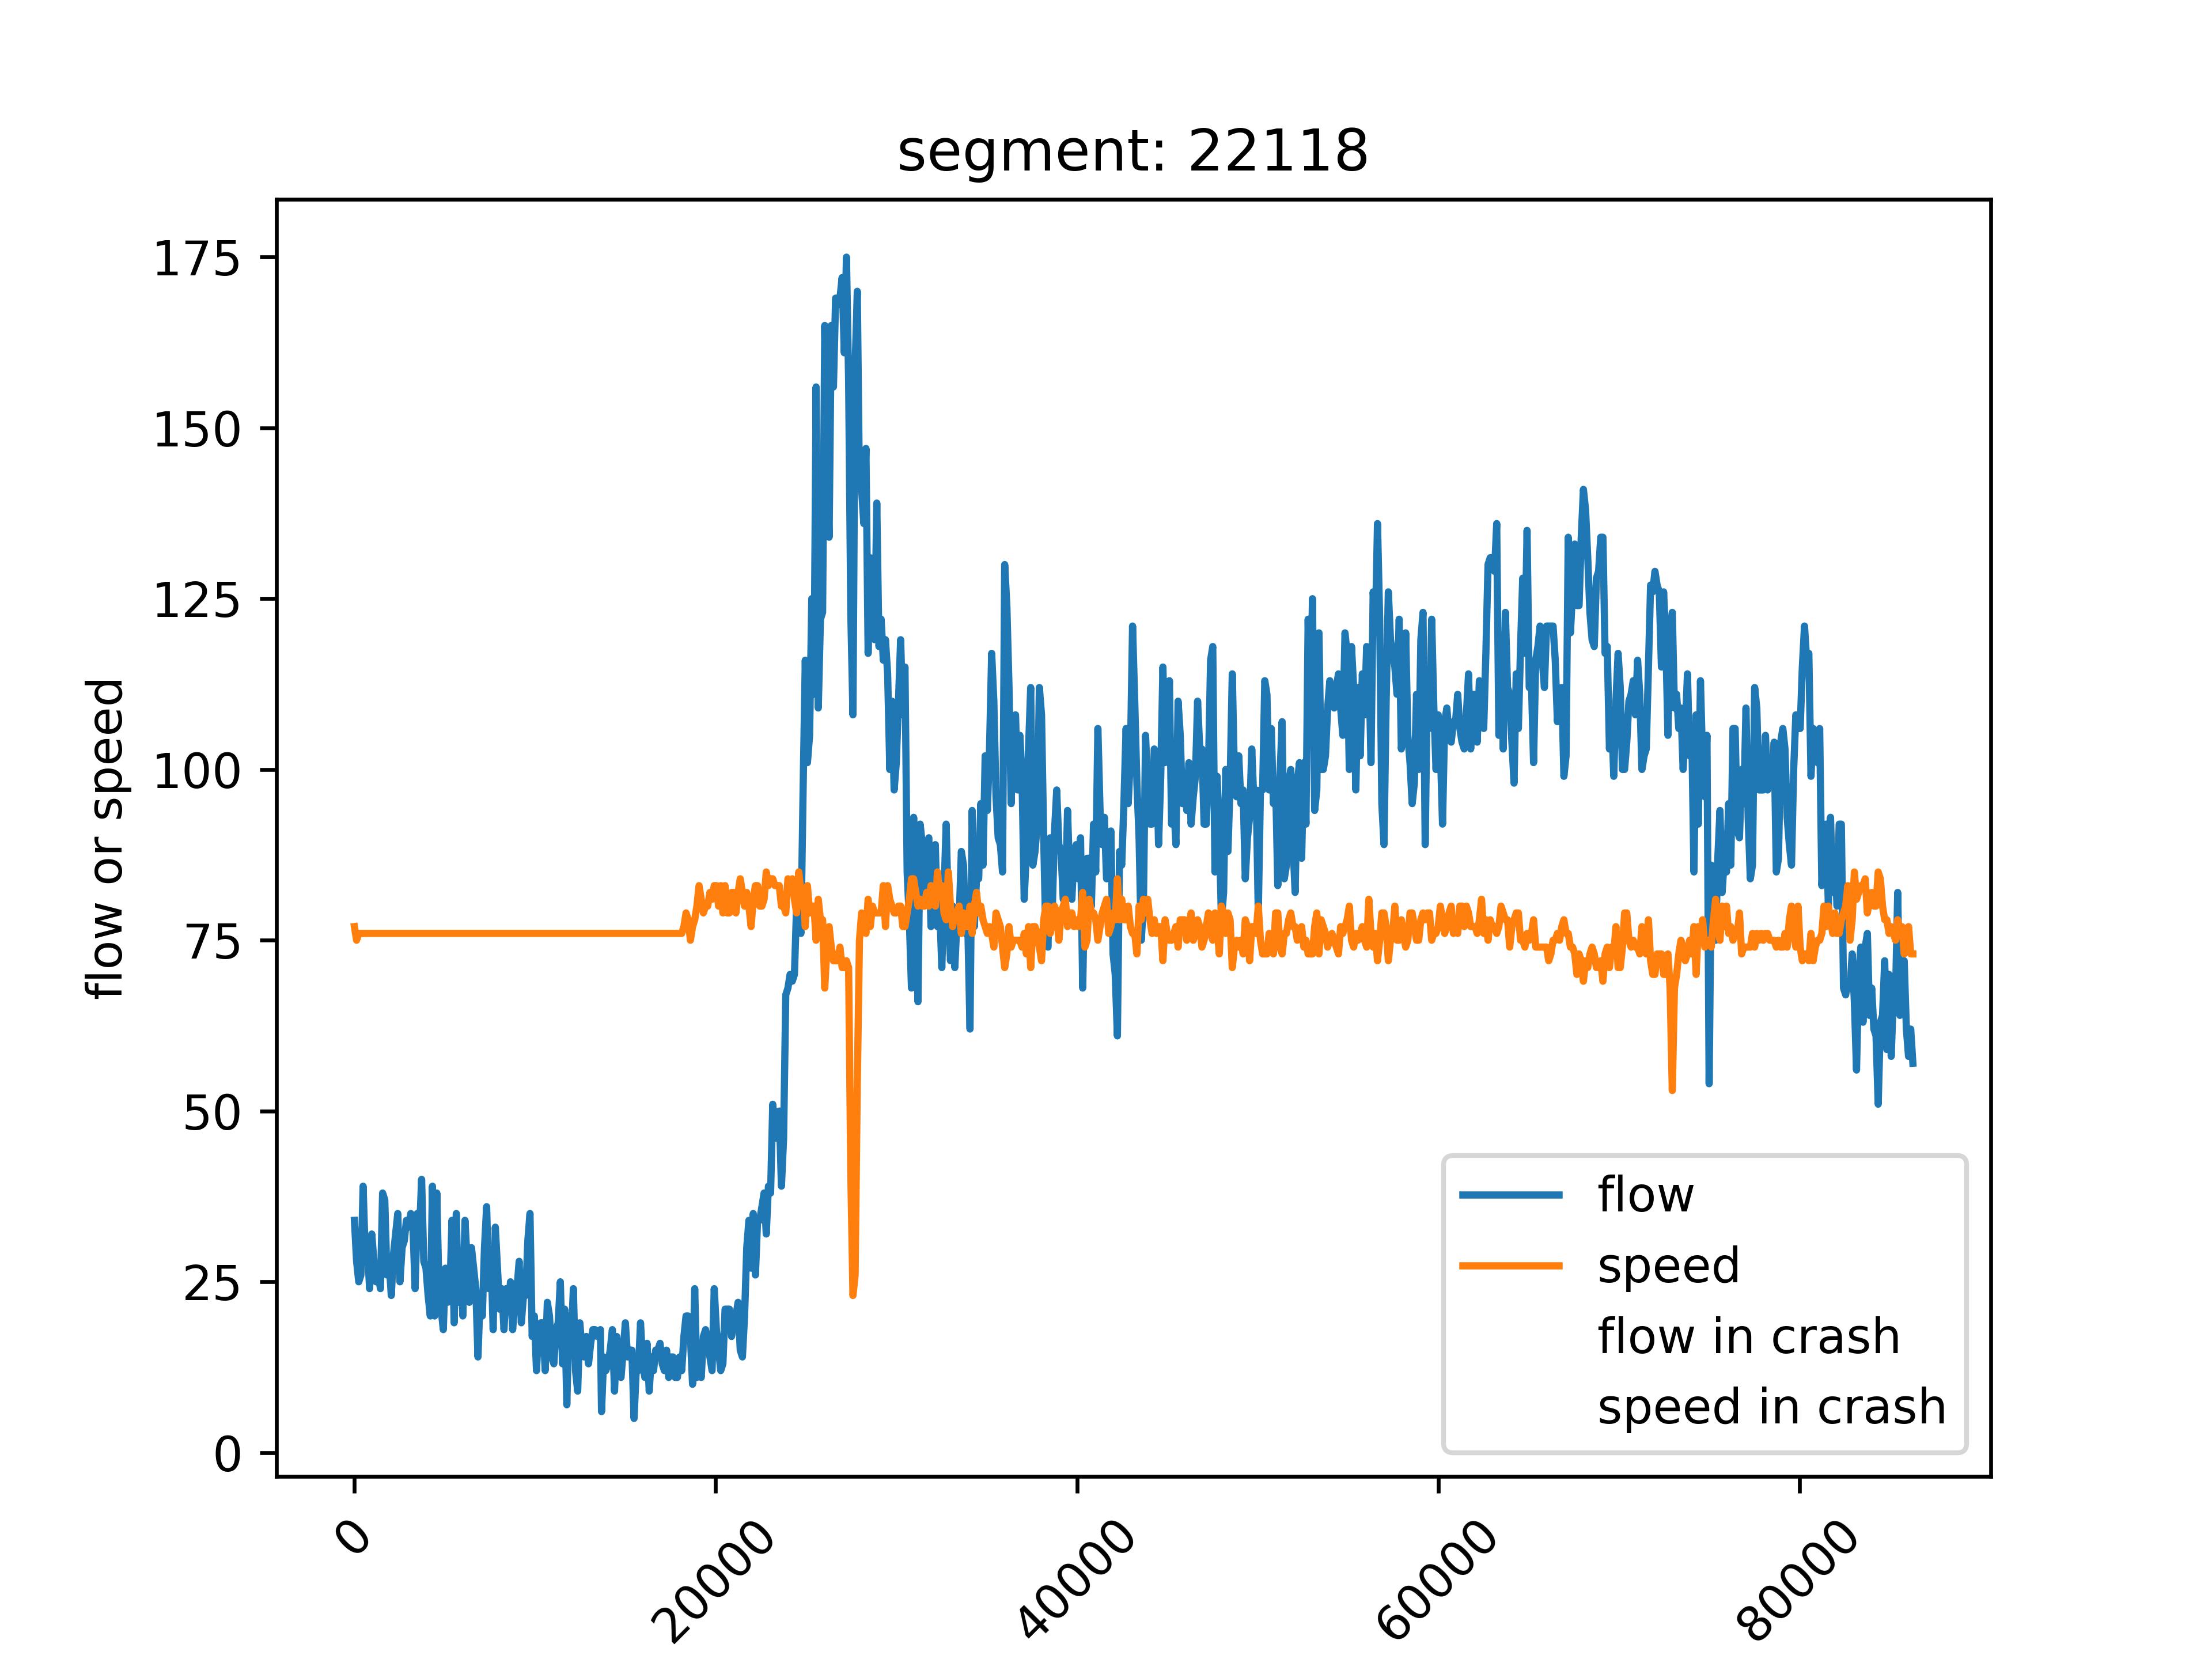 segment: 22118
flow or speed
175
150
125
100
75
50
25
0
0
20000
40000
60000
80000
flow
speed
flow in crash
speed in crash